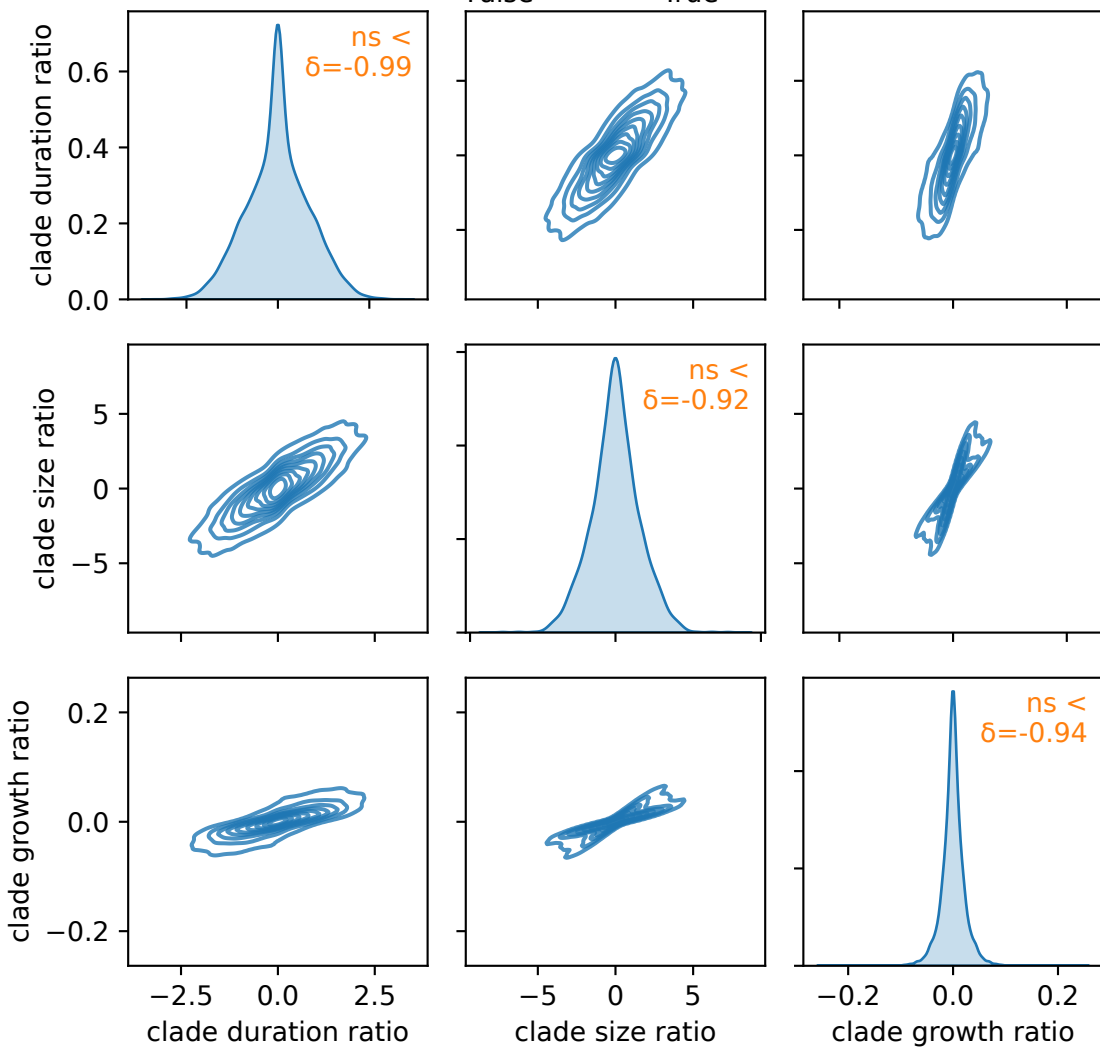 clade duration ratio
0.6
0.4
0.2
0.0
ns <
δ=-0.99
clade size ratio
5
0
−5
ns <
δ=-0.92
clade growth ratio
0.2
0.0
−0.2
ns <
δ=-0.94
−2.5 0.0 2.5
−5 0 5
−0.2 0.0 0.2
clade duration ratio
clade size ratio
clade growth ratio